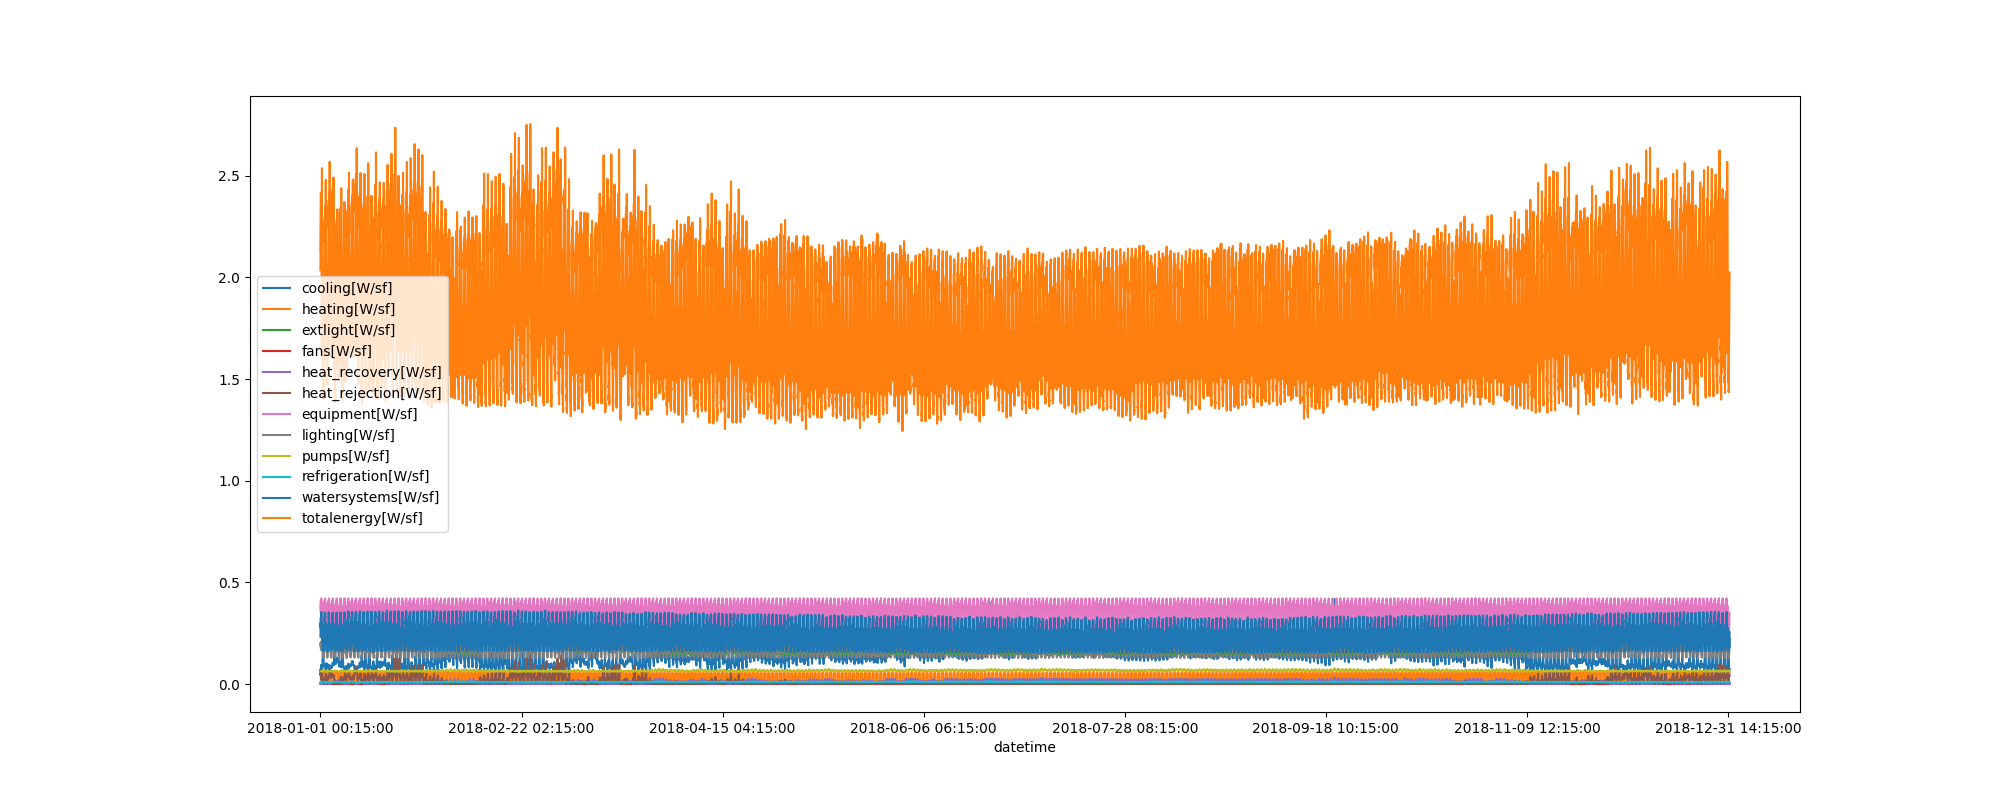 2.5
2.0
1.5
1.0
0.5
0.0
cooling[W/sf]
heating[W/sf]
extlight[W/sf]
fans[W/sf]
heat_recovery[W/sf]
heat_rejection[W/sf]
equipment[W/sf]
lighting[W/sf]
pumps[W/sf]
refrigeration[W/sf]
watersystems[W/sf]
totalenergy[W/sf]
2018-01-01 00:15:00 2018-02-22 02:15:00 2018-04-15 04:15:00 2018-06-06 06:15:00 2018-07-28 08:15:00 2018-09-18 10:15:00 2018-11-09 12:15:00 2018-12-31 14:15:00
datetime